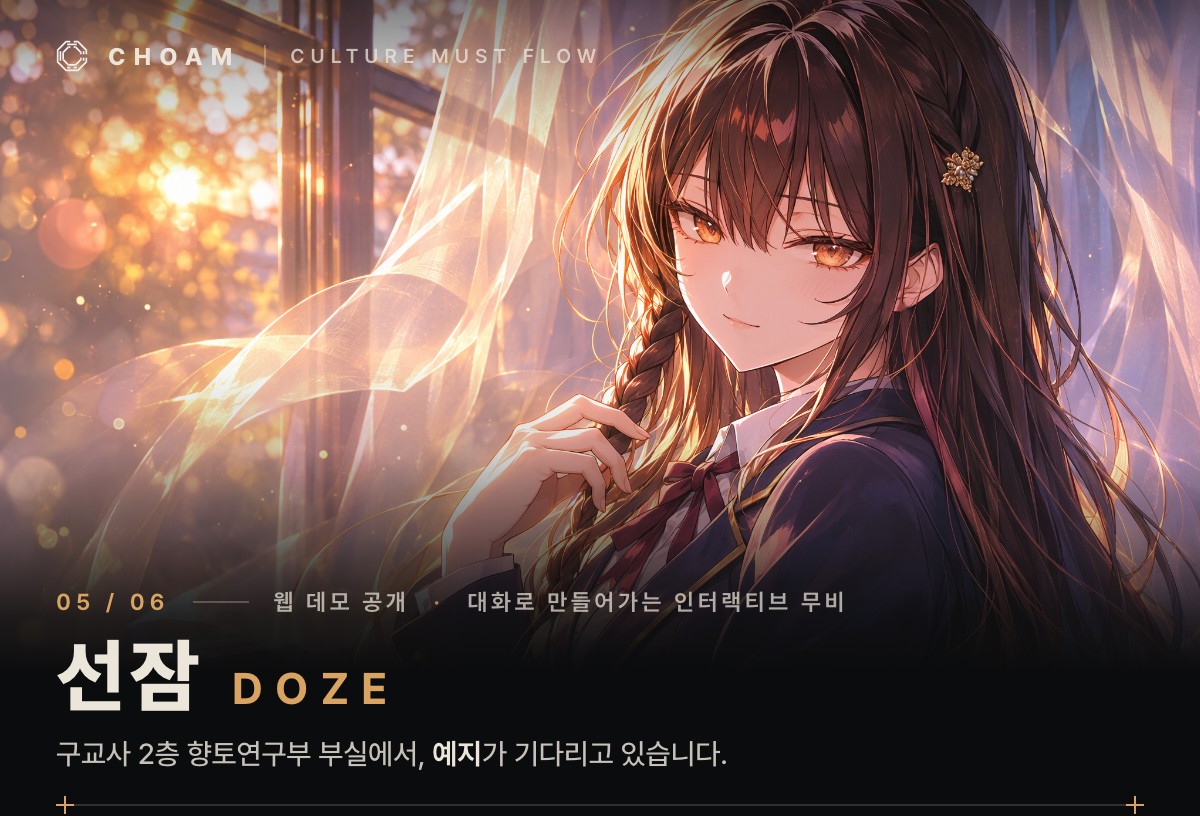 CHOAM | CULTURE MUST FLOW
05 / 06 — 웹 데모 공개 · 대화로 만들어가는 인터랙티브 무비
선잠 DOZE
구교사 2층 향토연구부 부실에서, 예지가 기다리고 있습니다.